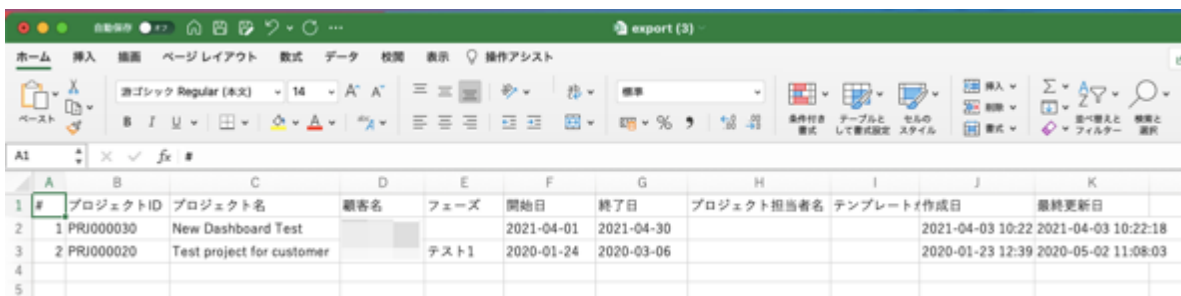 自動保存 オフ export (3)
ホーム 挿入 描画 ページ レイアウト 数式 データ 校閲 表示 操作アシスト
ペースト 游ゴシック Regular (本文) 14 標準 条件付き書式 テーブルとして書式設定 セルのスタイル 挿入 削除 書式 並べ替えとフィルター 検索と選択
A1 fx #
A B C D E F G H I J K
1 # プロジェクトID プロジェクト名 顧客名 フェーズ 開始日 終了日 プロジェクト担当者名 テンプレート 作成日 最終更新日
2 1 PRJ000030 New Dashboard Test 2021-04-01 2021-04-30 2021-04-03 10:22 2021-04-03 10:22:18
3 2 PRJ000020 Test project for customer テスト1 2020-01-24 2020-03-06 2020-01-23 12:39 2020-05-02 11:08:03
4
5